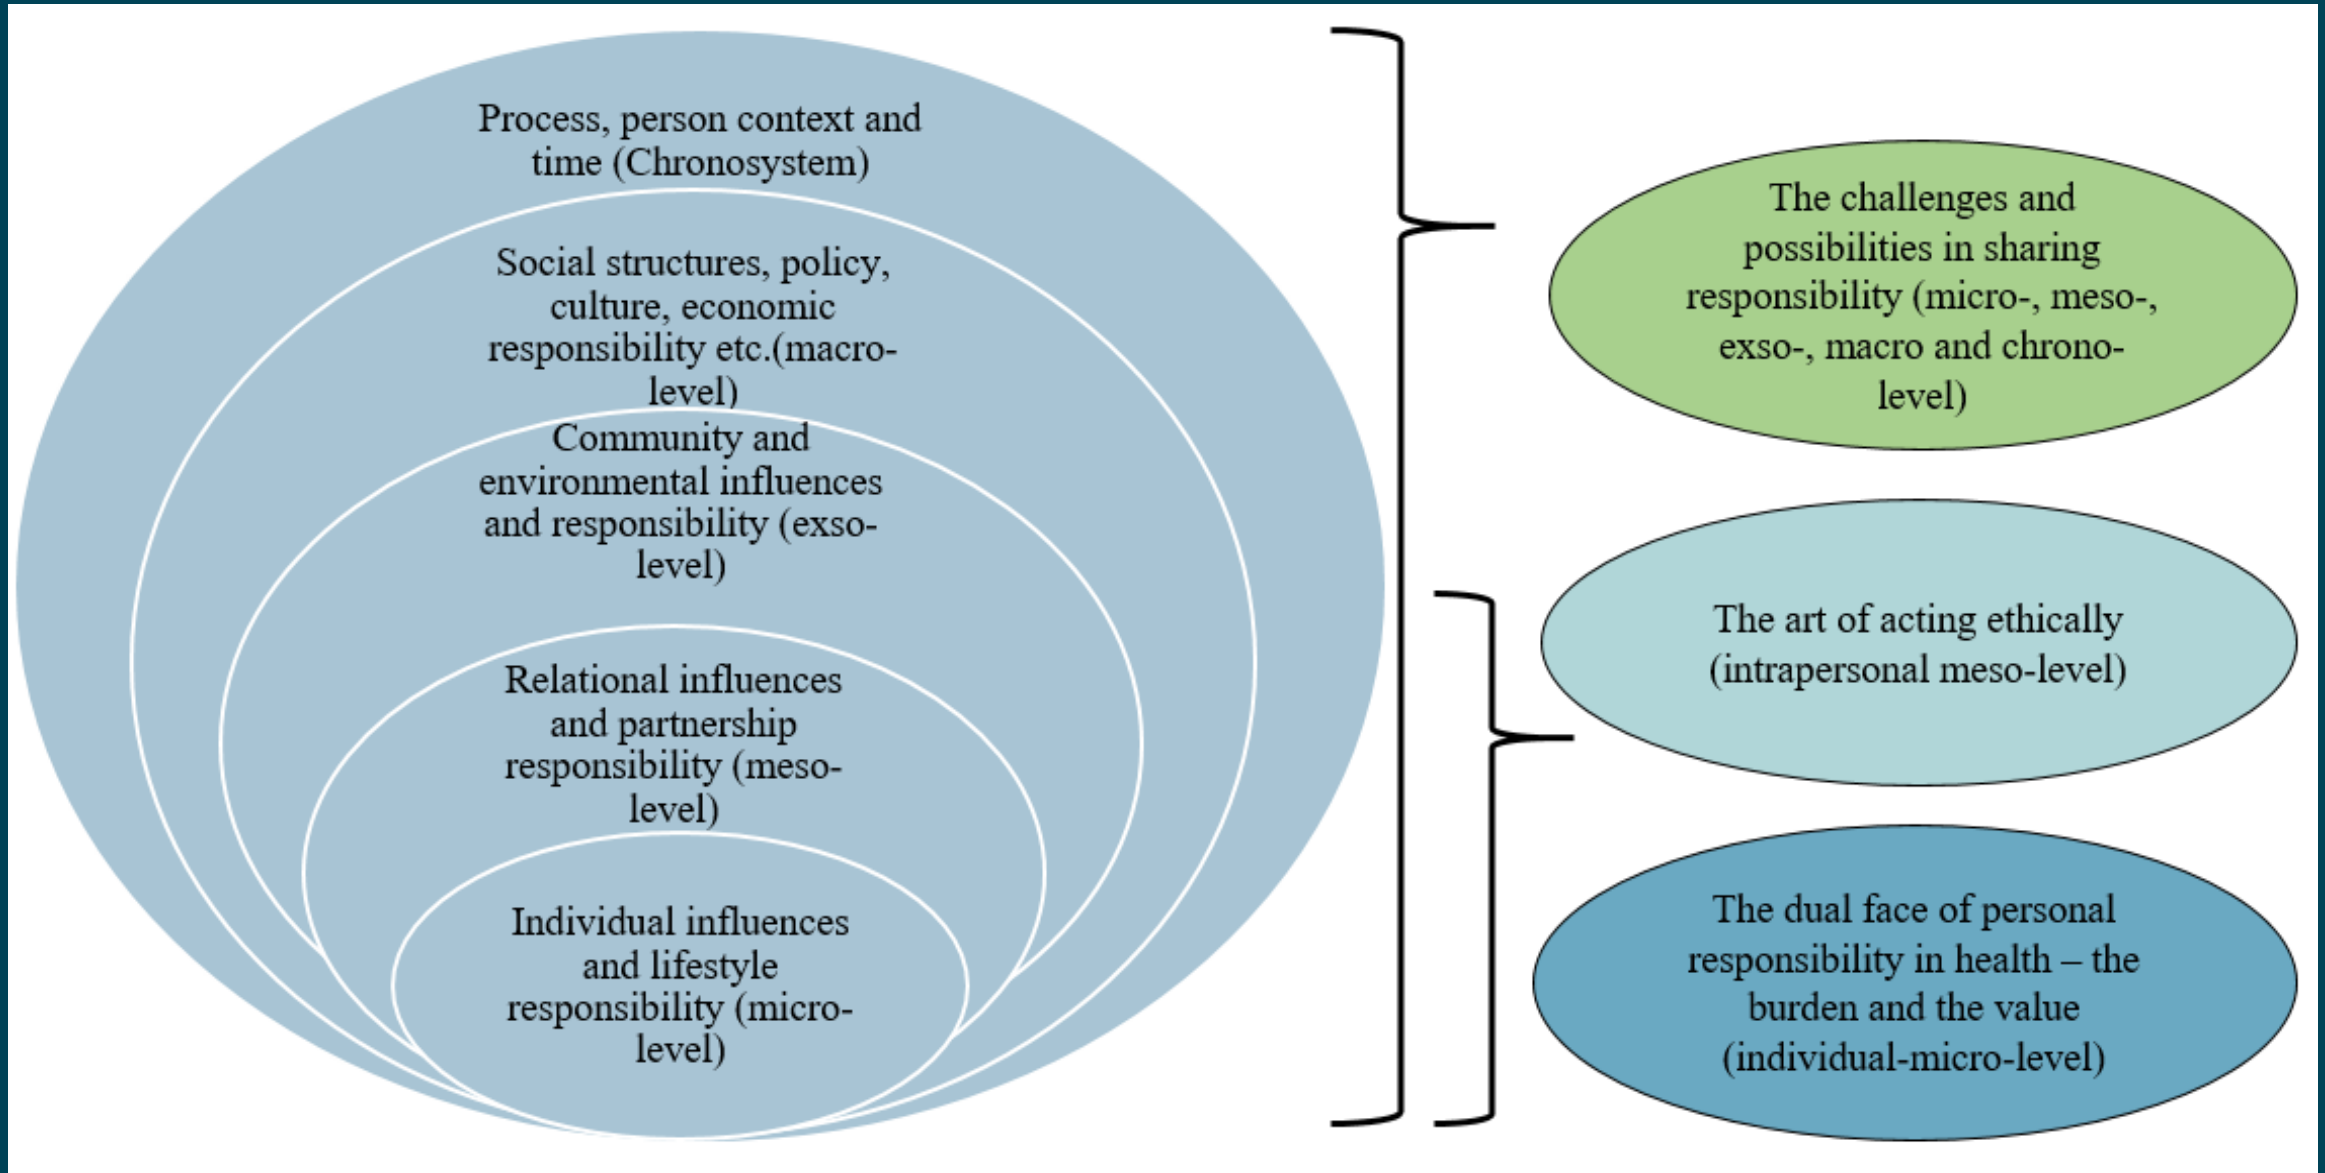 Process, person context and
time (Chronosystem)
Social structures, policy,
culture, economic
responsibility etc.(macro-
level)
Community and
environmental influences
and responsibility (exso-
level)
Relational influences
and partnership
responsibility (meso-
level)
Individual influences
and lifestyle
responsibility (micro-
level)
The challenges and
possibilities in sharing
responsibility (micro-, meso-,
exso-, macro and chrono-
level)
The art of acting ethically
(intrapersonal meso-level)
The dual face of personal
responsibility in health – the
burden and the value
(individual-micro-level)